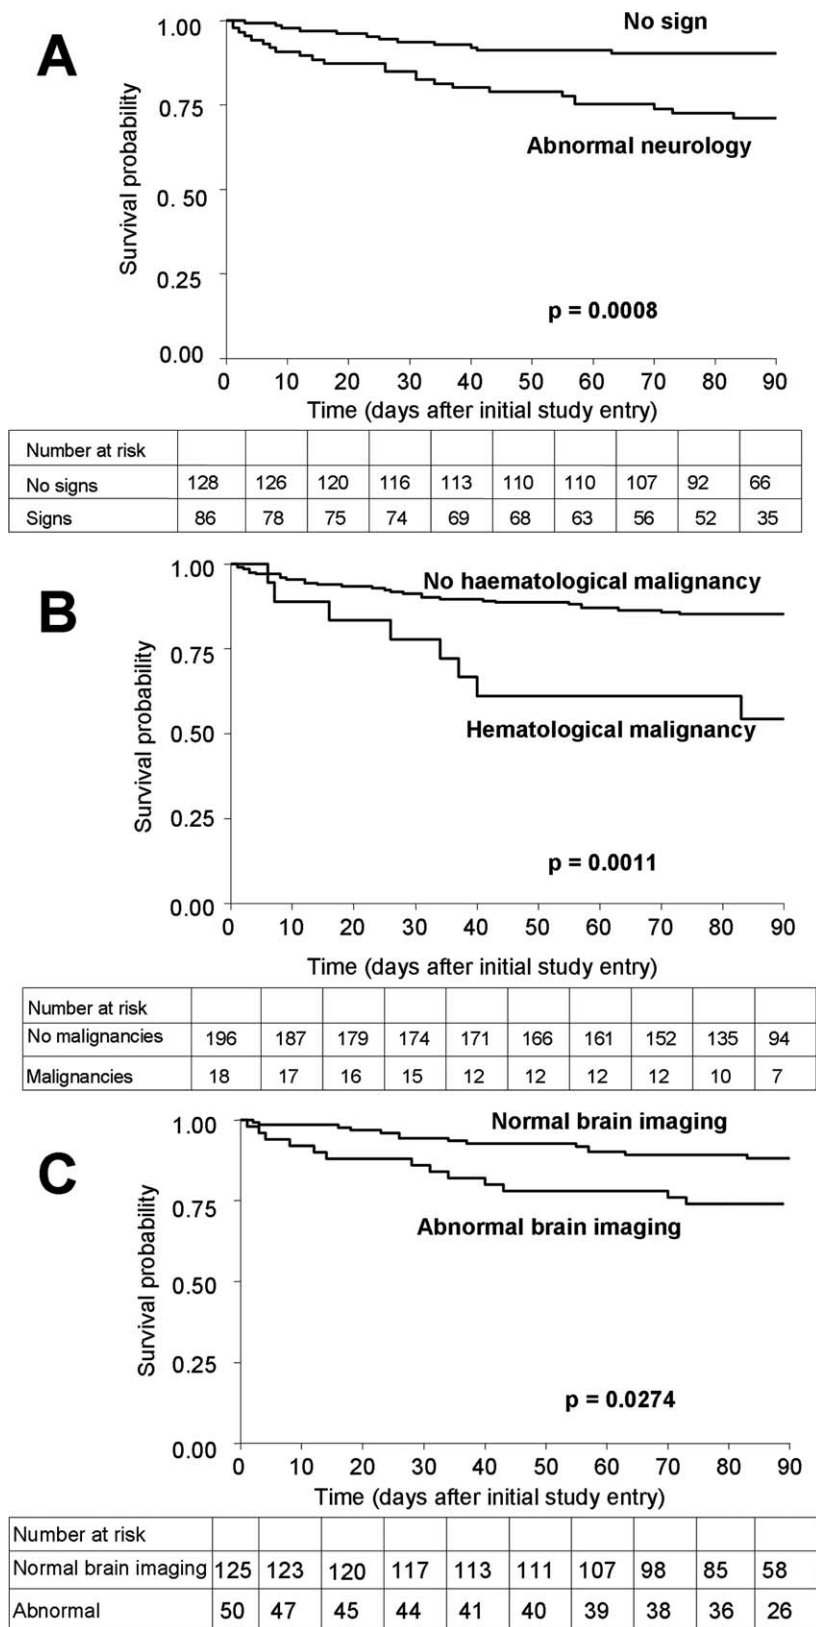 A
No sign
Abnormal neurology
p = 0.0008
Survival probability
1.00
0.75
0. 50
0.25
0.00
0 10 20 30 40 50 60 70 80 90
Time (days after initial study entry)
Number at risk
No signs 128 126 120 116 113 110 110 107 92 66
Signs 86 78 75 74 69 68 63 56 52 35
B
No haematological malignancy
Hematological malignancy
p = 0.0011
Survival probability
1.00
0.75
0.50
0.25
0.00
0 10 20 30 40 50 60 70 80 90
Time (days after initial study entry)
Number at risk
No malignancies 196 187 179 174 171 166 161 152 135 94
Malignancies 18 17 16 15 12 12 12 12 10 7
C
Normal brain imaging
Abnormal brain imaging
p = 0.0274
Survival probability
1.00
0.75
0.50
0.25
0.00
0 10 20 30 40 50 60 70 80 90
Time (days after initial study entry)
Number at risk
Normal brain imaging 125 123 120 117 113 111 107 98 85 58
Abnormal 50 47 45 44 41 40 39 38 36 26